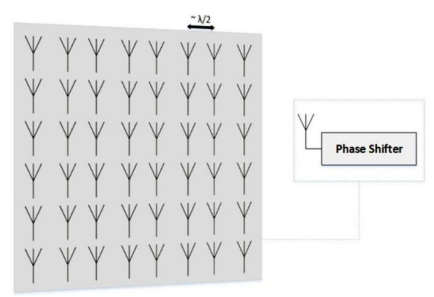 ~ λ/2
Phase Shifter